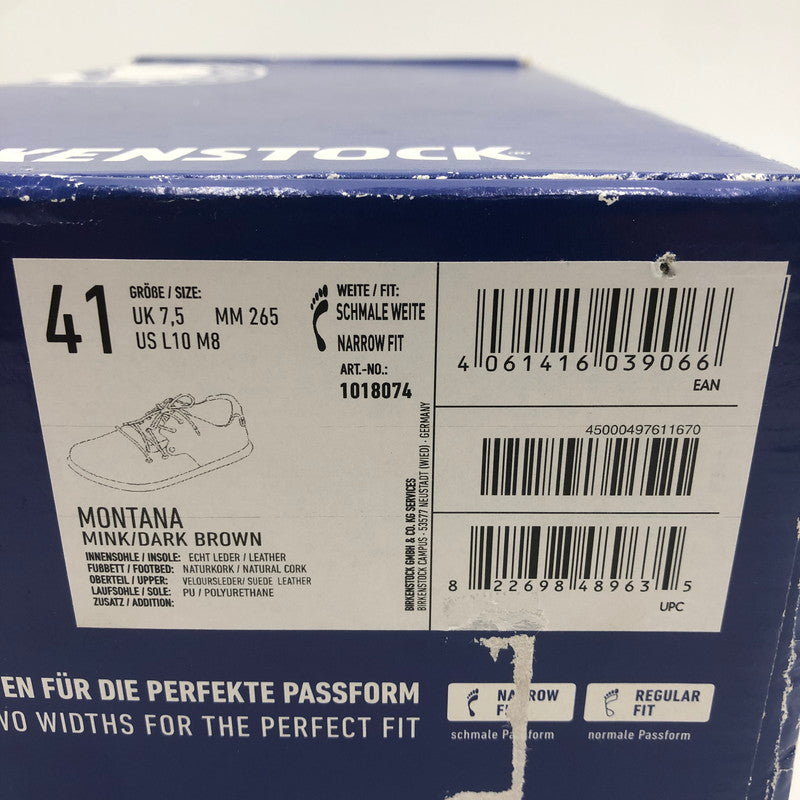 KENSTOCK®
41
GRÖßE / SIZE:
UK 7,5 MM 265
US L10 M8
WEITE / FIT:
SCHMALE WEITE
NARROW FIT
ART.-NO.:
1018074
MONTANA
MINK/DARK BROWN
INNENSOHLE / INSOLE: ECHT LEDER / LEATHER
FUßBETT / FOOTBED: NATURKORK / NATURAL CORK
OBERTEIL / UPPER: VELOURSLEDER/ SUEDE LEATHER
LAUFSOHLE / SOLE: PU / POLYURETHANE
ZUSATZ / ADDITION:
BIRKENSTOCK GMBH & CO. KG SERVICES
BIRKENSTOCK CAMPUS · 53577 NEUSTADT (WIED) · GERMANY
4 061416 039066
EAN
45000497611670
8 22698 48963 5
UPC
EN FÜR DIE PERFEKTE PASSFORM
WO WIDTHS FOR THE PERFECT FIT
NARROW
FIT
schmale Passform
REGULAR
FIT
normale Passform